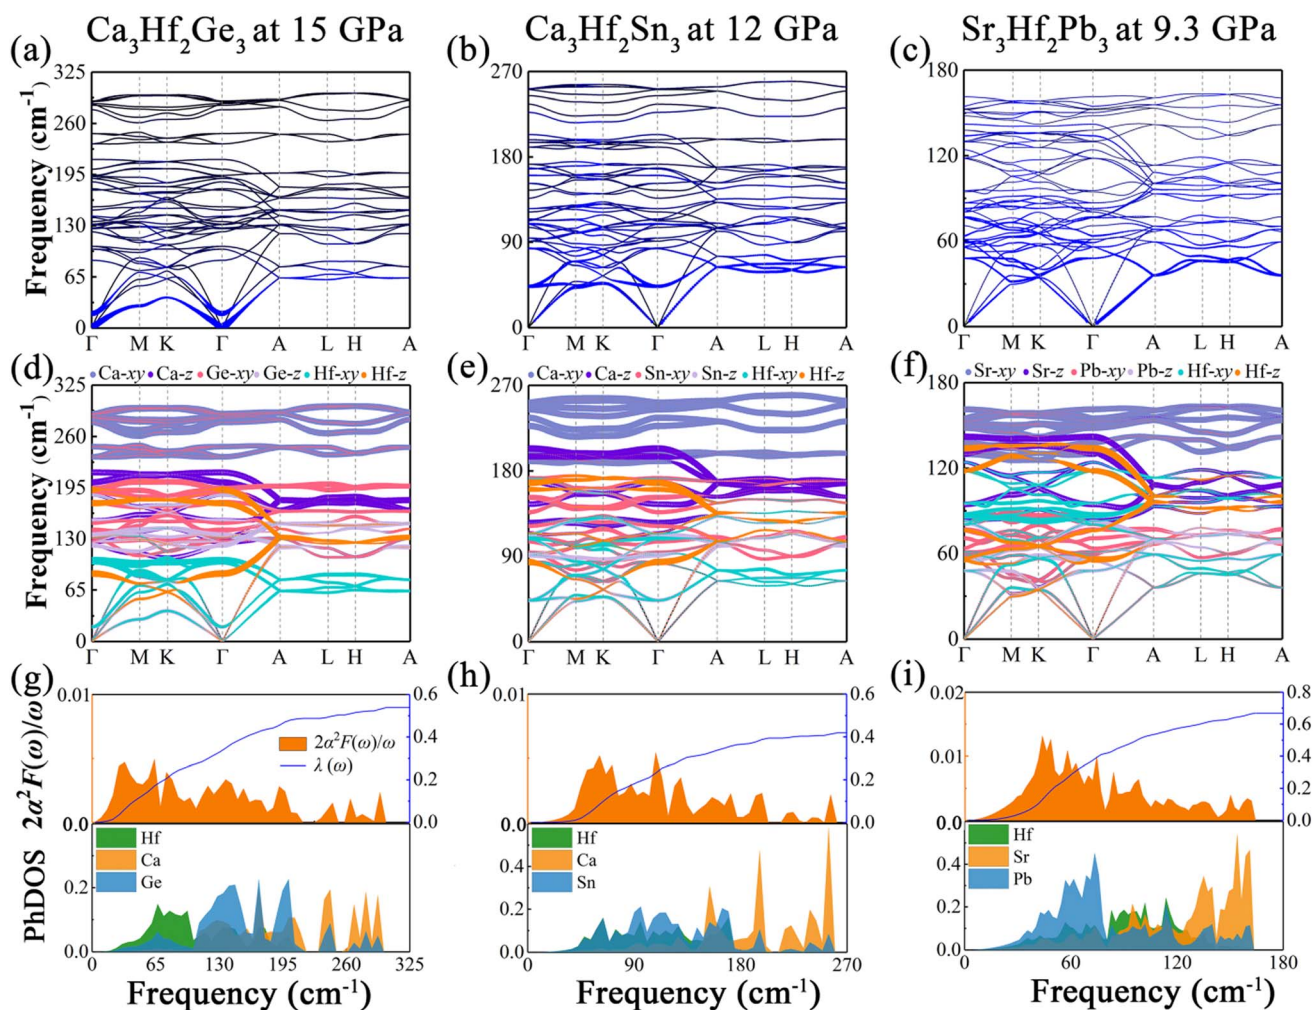 Ca3Hf2Ge3 at 15 GPa
Ca3Hf2Sn3 at 12 GPa
Sr3Hf2Pb3 at 9.3 GPa
(a)
Frequency (cm-1)
325
260
195
130
65
0
Γ M K Γ A L H A
(b)
270
180
90
0
Γ M K Γ A L H A
(c)
180
120
60
0
Γ M K Γ A L H A
(d)
Ca-xy Ca-z Ge-xy Ge-z Hf-xy Hf-z
Frequency (cm-1)
325
260
195
130
65
0
Γ M K Γ A L H A
(e)
Ca-xy Ca-z Sn-xy Sn-z Hf-xy Hf-z
270
180
90
0
Γ M K Γ A L H A
(f)
Sr-xy Sr-z Pb-xy Pb-z Hf-xy Hf-z
180
120
60
0
Γ M K Γ A L H A
(g)
2α2F(ω)/ω
0.01
0.0
0.6
0.4
0.2
0.0
2α2F(ω)/ω
λ (ω)
PhDOS
0.2
0.0
Hf
Ca
Ge
0 65 130 195 260 325
Frequency (cm-1)
(h)
0.01
0.0
0.6
0.4
0.2
0.0
0.4
0.2
0.0
Hf
Ca
Sn
0 90 180 270
Frequency (cm-1)
(i)
0.02
0.01
0.0
0.8
0.6
0.4
0.2
0.0
0.4
0.2
0.0
Hf
Sr
Pb
0 60 120 180
Frequency (cm-1)